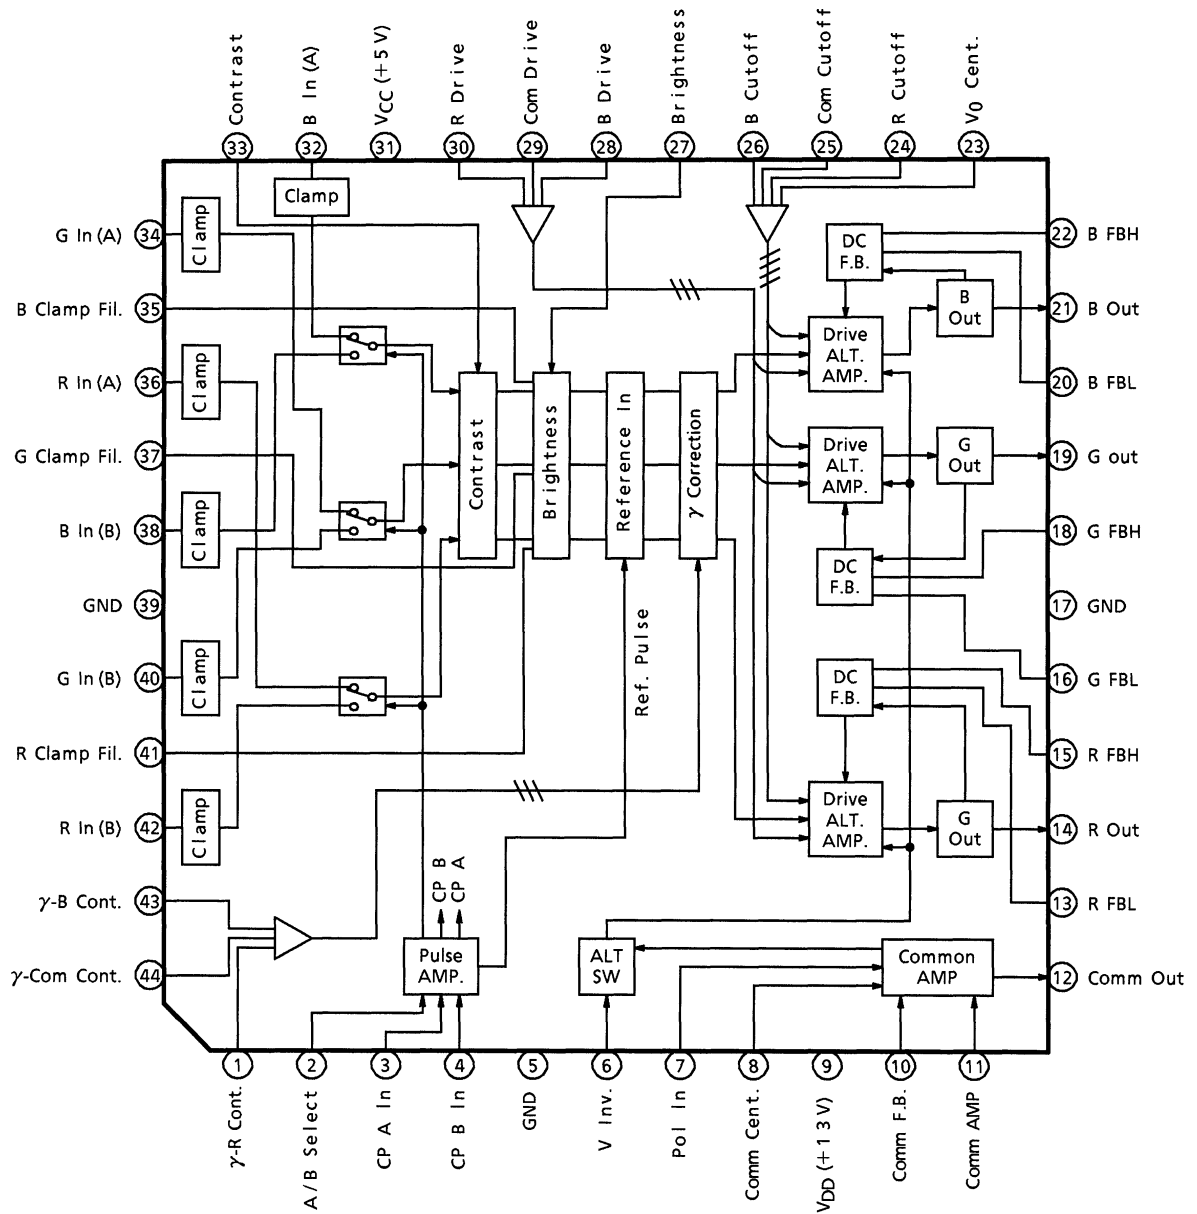 Contrast
B In (A)
VCC (+5 V)
R Drive
Com Drive
B Drive
Brightness
B Cutoff
Com Cutoff
R Cutoff
V0 Cent.
33
32
31
30
29
28
27
26
25
24
23
Clamp
G In (A)
34
Clamp
DC
F.B.
22
B FBH
B Clamp Fil.
35
B
Out
21
B Out
Drive
ALT.
AMP.
R In (A)
36
Clamp
20
B FBL
Contrast
Brightness
Reference In
γ Correction
G Clamp Fil.
37
Drive
ALT.
AMP.
G
Out
19
G out
B In (B)
38
Clamp
18
G FBH
DC
F.B.
GND
39
17
GND
G In (B)
40
Clamp
Ref. Pulse
DC
F.B.
16
G FBL
R Clamp Fil.
41
15
R FBH
R In (B)
42
Clamp
Drive
ALT.
AMP.
G
Out
14
R Out
CP B
CP A
γ-B Cont.
43
13
R FBL
γ-Com Cont.
44
Pulse
AMP.
ALT
SW
Common
AMP
12
Comm Out
1
2
3
4
5
6
7
8
9
10
11
γ-R Cont.
A/B Select
CP A In
CP B In
GND
V Inv.
Pol In
Comm Cent.
VDD (+13 V)
Comm F.B.
Comm AMP